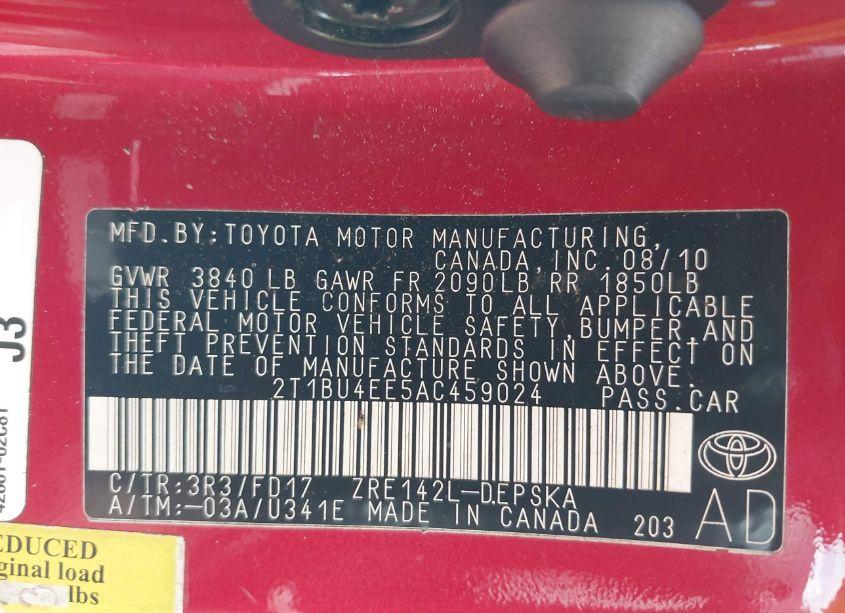 MFD.BY:TOYOTA MOTOR MANUFACTURING,
CANADA,INC. 08/10
GVWR 3840 LB GAWR FR 2090LB RR 1850LB
THIS VEHICLE CONFORMS TO ALL APPLICABLE
FEDERAL MOTOR VEHICLE SAFETY,BUMPER,AND
THEFT PREVENTION STANDARDS IN EFFECT ON
THE DATE OF MANUFACTURE SHOWN ABOVE.
2T1BU4EE5AC459024 PASS.CAR
C/TR:3R3/FD17 ZRE142L-DEPSKA
A/TM:-03A/U341E MADE IN CANADA 203
AD
J3
EDUCED
ginal load
lbs